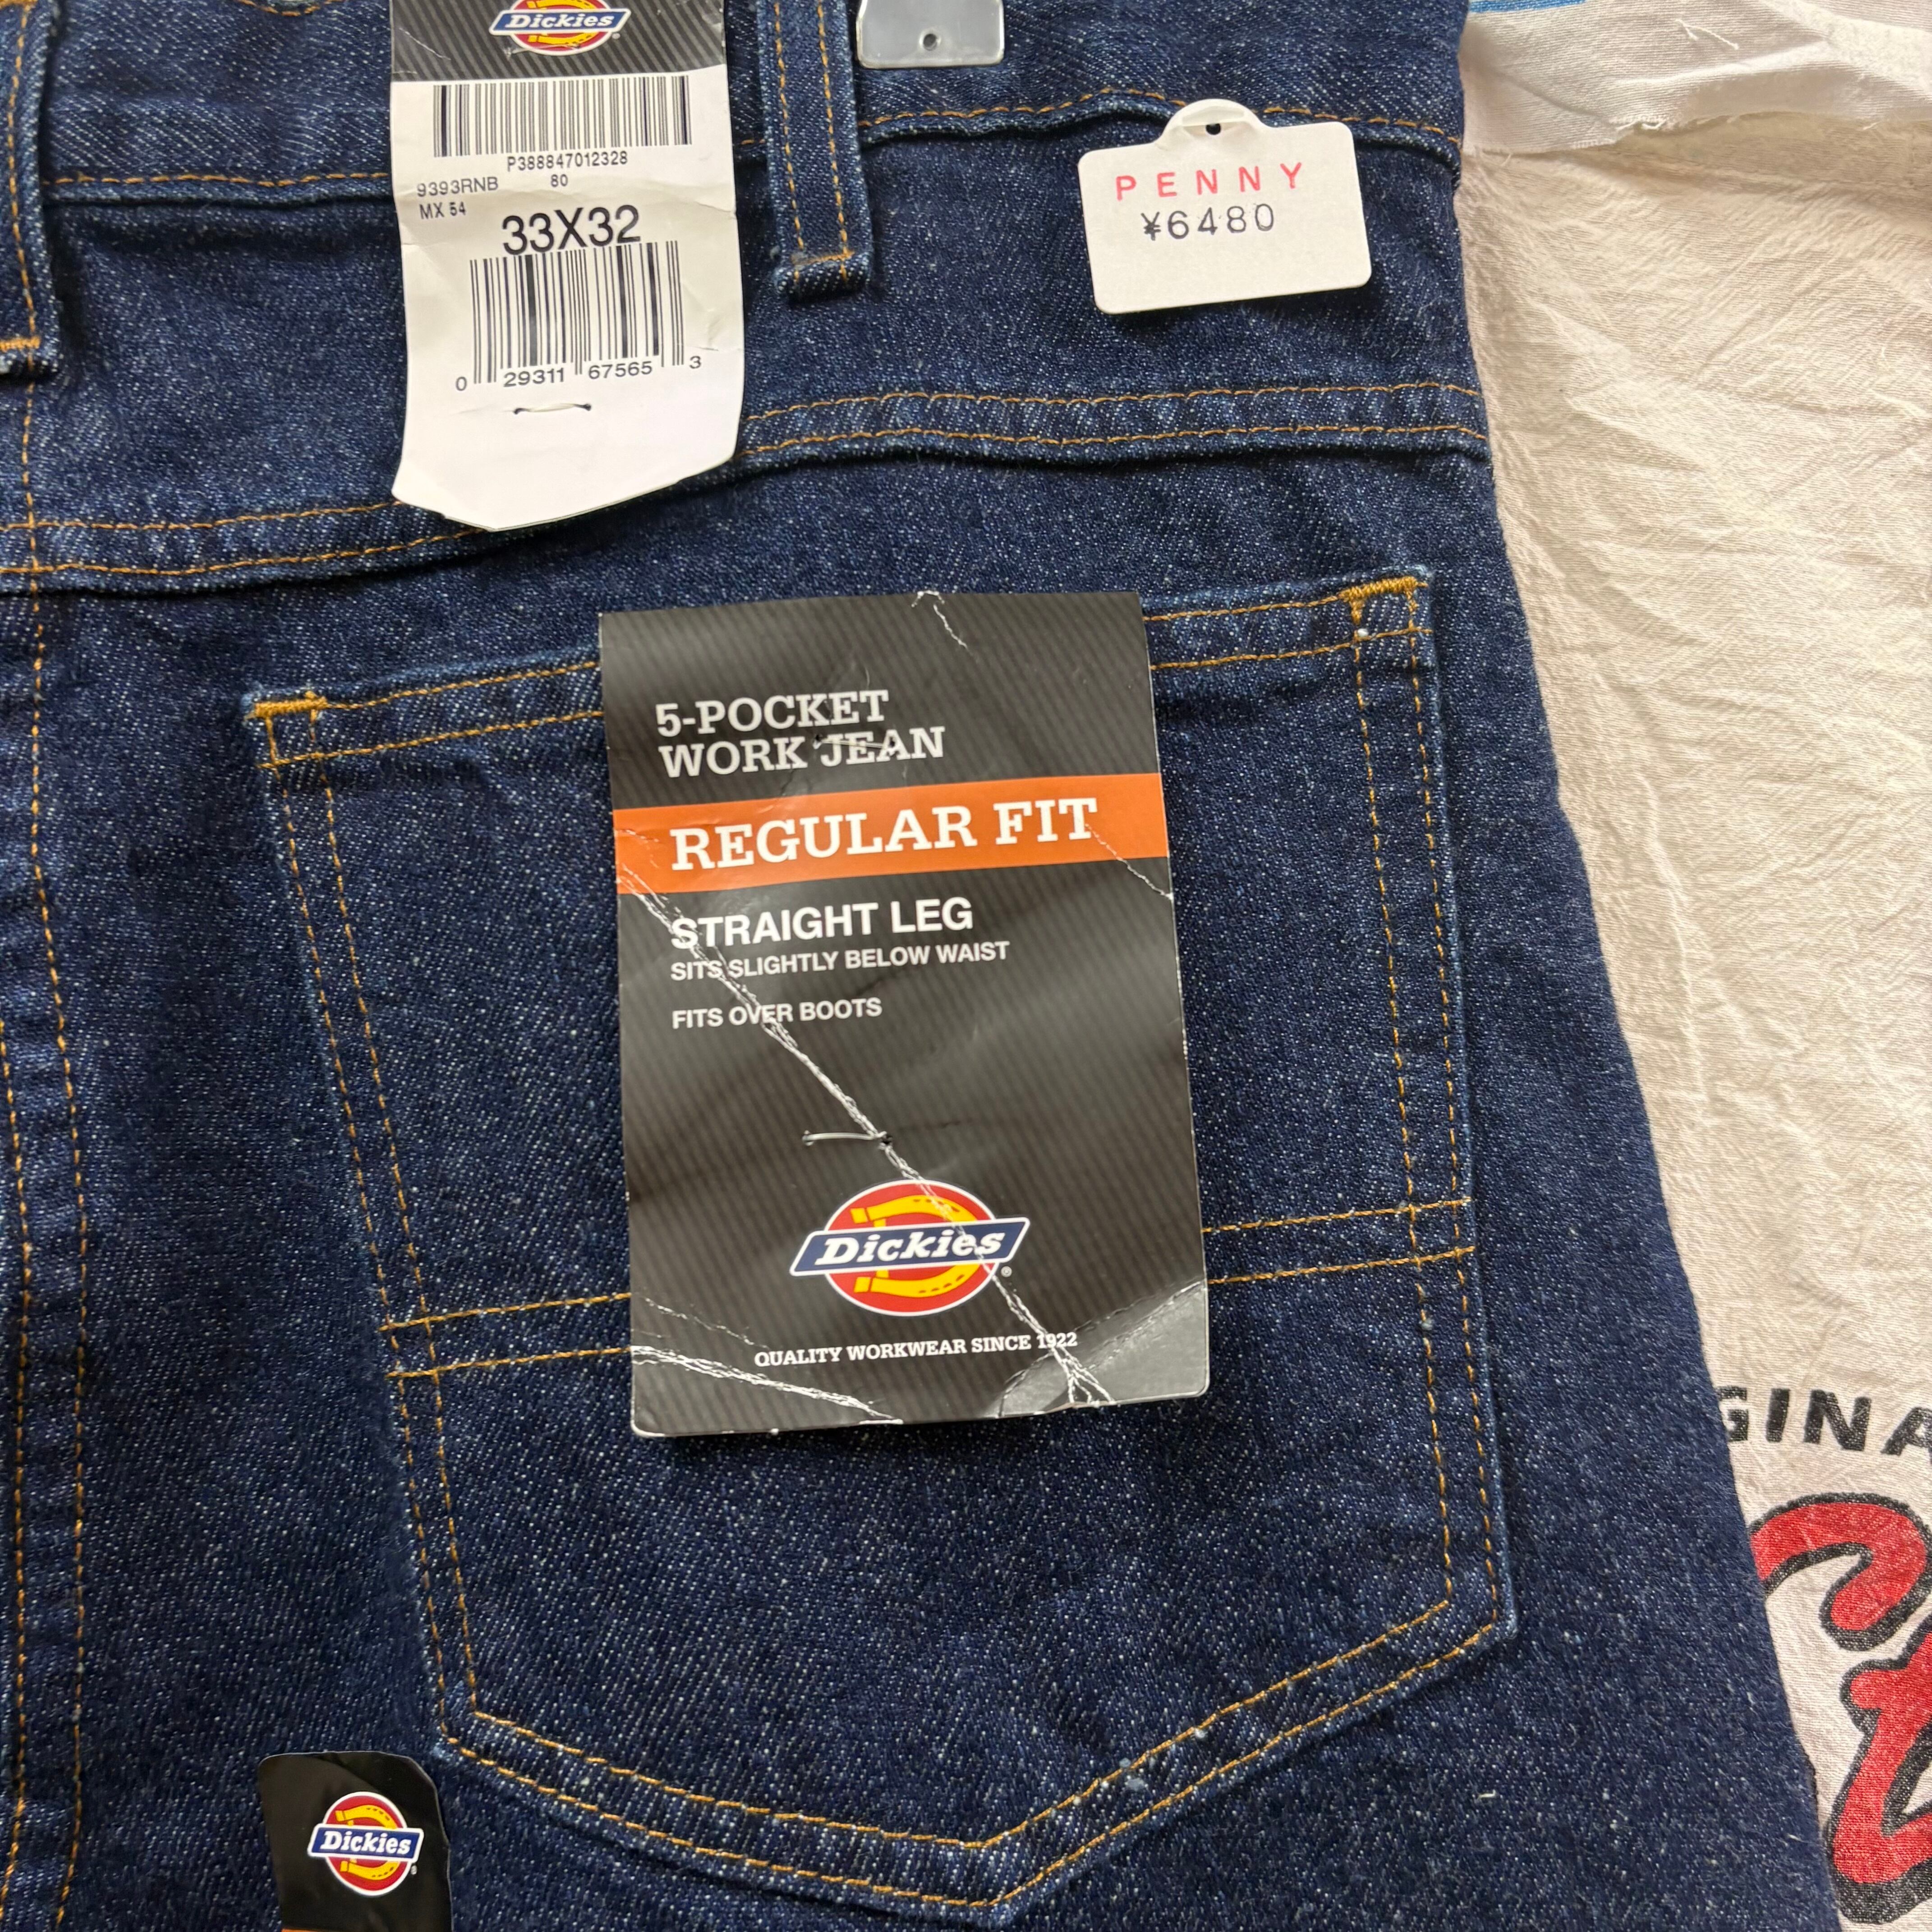 Dickies
P388847012328
9393RNB 80
MX 54
33X32
0 29311 67565 3
PENNY
¥6480
5-POCKET
WORK JEAN
REGULAR FIT
STRAIGHT LEG
SITS SLIGHTLY BELOW WAIST
FITS OVER BOOTS
Dickies
QUALITY WORKWEAR SINCE 1922
Dickies